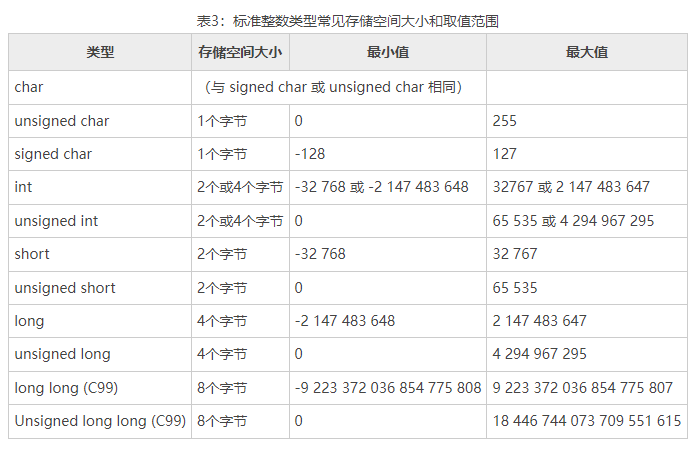 表3：标准整数类型常见存储空间大小和取值范围
类型 存储空间大小 最小值 最大值
char （与 signed char 或 unsigned char 相同）
unsigned char 1个字节 0 255
signed char 1个字节 -128 127
int 2个或4个字节 -32 768 或 -2 147 483 648 32767 或 2 147 483 647
unsigned int 2个或4个字节 0 65 535 或 4 294 967 295
short 2个字节 -32 768 32 767
unsigned short 2个字节 0 65 535
long 4个字节 -2 147 483 648 2 147 483 647
unsigned long 4个字节 0 4 294 967 295
long long (C99) 8个字节 -9 223 372 036 854 775 808 9 223 372 036 854 775 807
Unsigned long long (C99) 8个字节 0 18 446 744 073 709 551 615